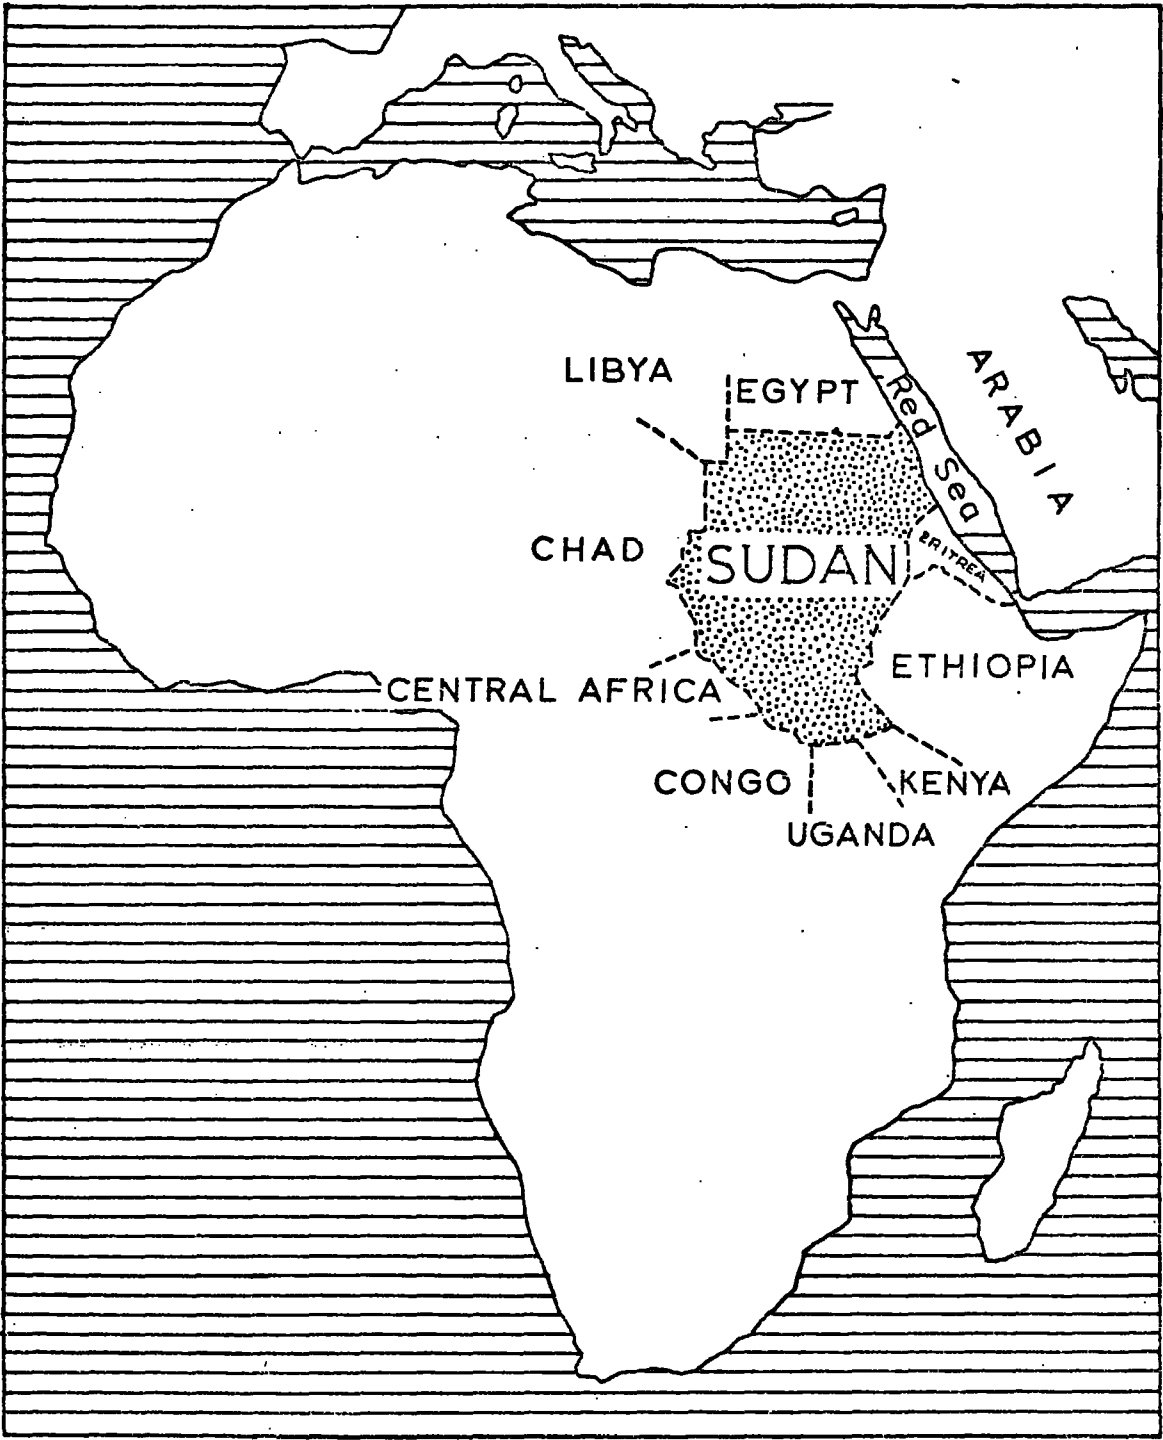 LIBYA
EGYPT
Red Sea
ARABIA
CHAD
SUDAN
ERITREA
ETHIOPIA
CENTRAL AFRICA
CONGO
KENYA
UGANDA